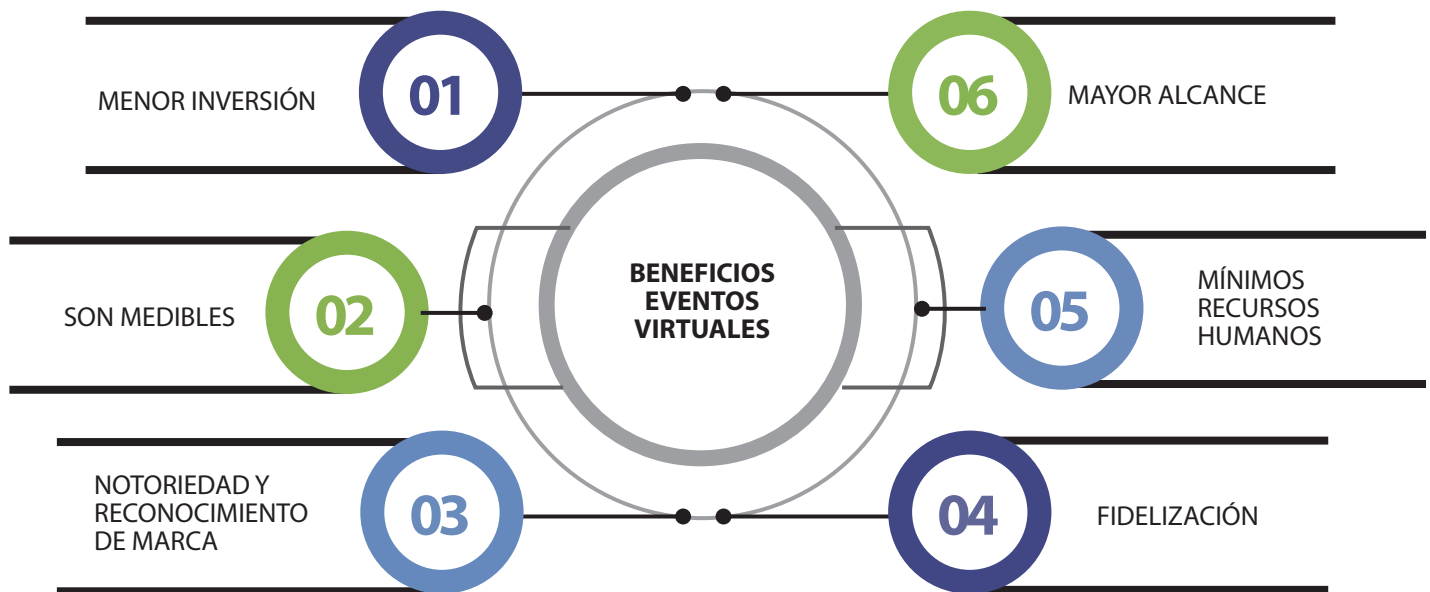 01
MENOR INVERSIÓN
02
SON MEDIBLES
03
NOTORIEDAD Y
RECONOCIMIENTO
DE MARCA
BENEFICIOS
EVENTOS
VIRTUALES
04
FIDELIZACIÓN
05
MÍNIMOS
RECURSOS
HUMANOS
06
MAYOR ALCANCE